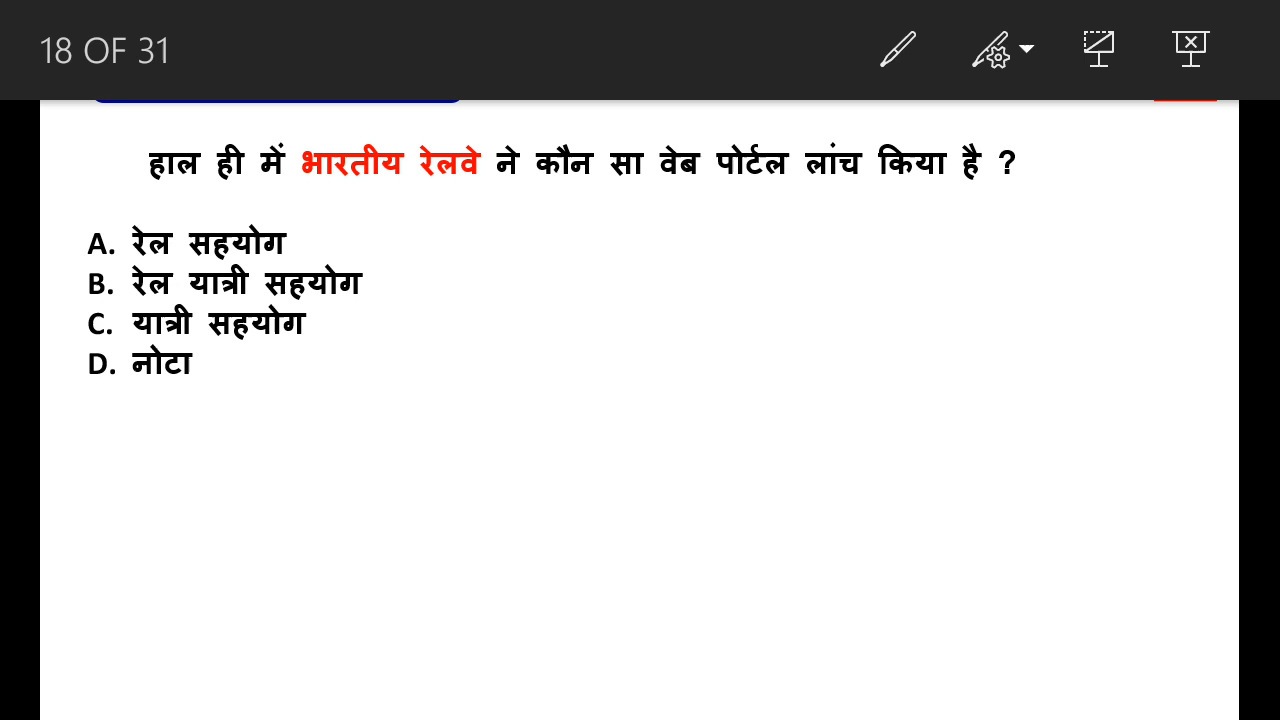 18 OF 31
हाल ही में भारतीय रेलवे ने कौन सा वेब पोर्टल लांच किया है ?
A. रेल सहयोग
B. रेल यात्री सहयोग
C. यात्री सहयोग
D. नोटा